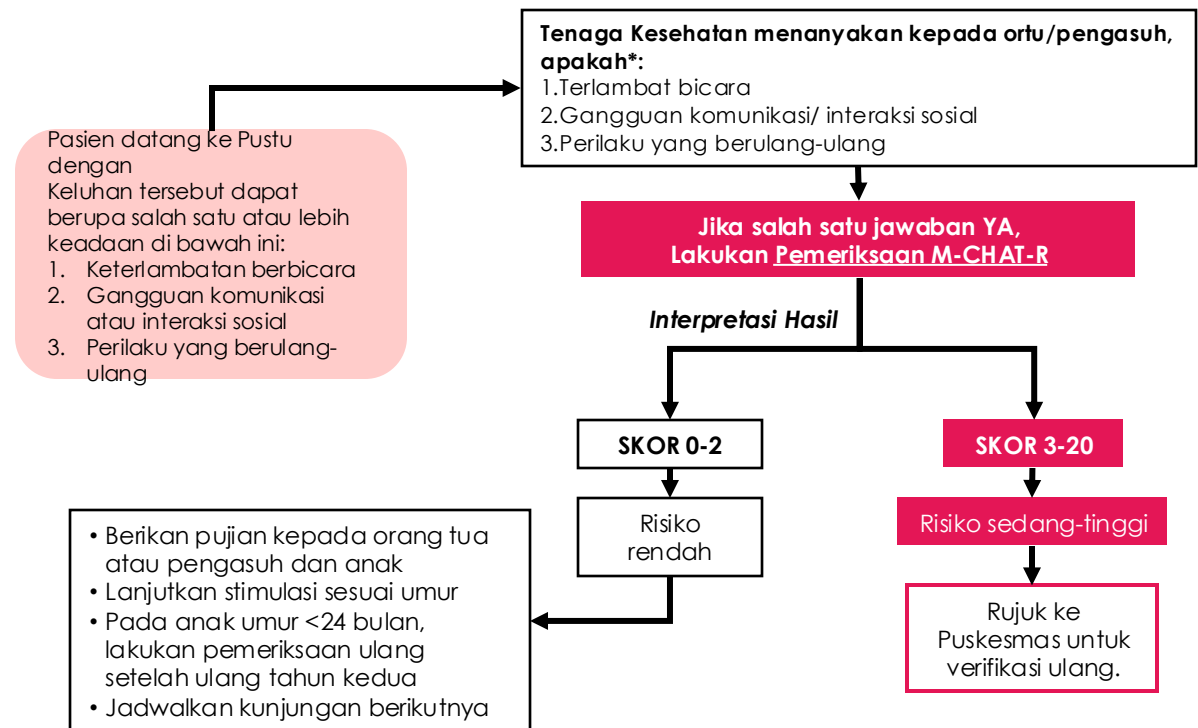 Tenaga Kesehatan menanyakan kepada ortu/pengasuh,
apakah*:
1.Terlambat bicara
2.Gangguan komunikasi/ interaksi sosial
3.Perilaku yang berulang-ulang
Pasien datang ke Pustu
dengan
Keluhan tersebut dapat
berupa salah satu atau lebih
keadaan di bawah ini:
1. Keterlambatan berbicara
2. Gangguan komunikasi
atau interaksi sosial
3. Perilaku yang berulang-
ulang
Jika salah satu jawaban YA,
Lakukan Pemeriksaan M-CHAT-R
Interpretasi Hasil
SKOR 0-2
SKOR 3-20
Risiko
rendah
Risiko sedang-tinggi
• Berikan pujian kepada orang tua
atau pengasuh dan anak
• Lanjutkan stimulasi sesuai umur
• Pada anak umur <24 bulan,
lakukan pemeriksaan ulang
setelah ulang tahun kedua
• Jadwalkan kunjungan berikutnya
Rujuk ke
Puskesmas untuk
verifikasi ulang.